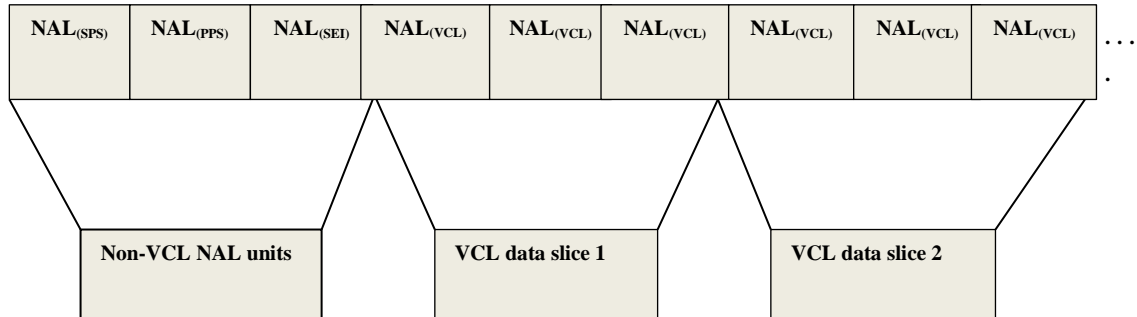 NAL(SPS) NAL(PPS) NAL(SEI) NAL(VCL) NAL(VCL) NAL(VCL) NAL(VCL) NAL(VCL) NAL(VCL) . . .
.
Non-VCL NAL units VCL data slice 1 VCL data slice 2